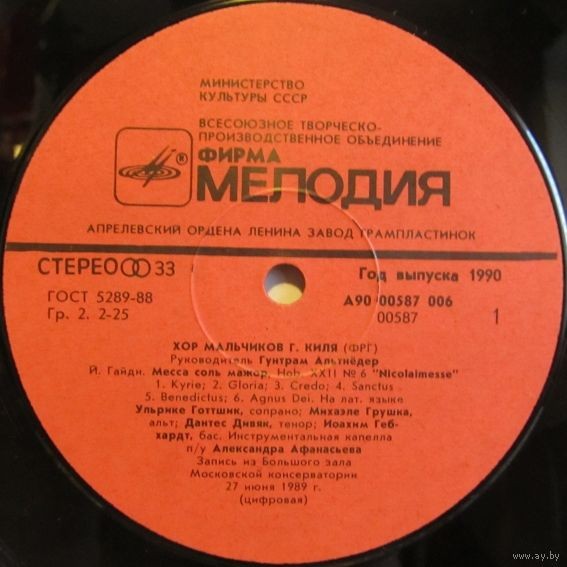 МИНИСТЕРСТВО
КУЛЬТУРЫ СССР
ВСЕСОЮЗНОЕ ТВОРЧЕСКО-
ПРОИЗВОДСТВЕННОЕ ОБЪЕДИНЕНИЕ
®
ФИРМА
МЕЛОДИЯ
АПРЕЛЕВСКИЙ ОРДЕНА ЛЕНИНА ЗАВОД ГРАМПЛАСТИНОК
СТЕРЕО 33
Год выпуска 1990
ГОСТ 5289-88
А90 00587 006
Гр. 2. 2-25
00587
1
ХОР МАЛЬЧИКОВ Г. КИЛЯ (ФРГ)
Руководитель Гунтрам Альтнёдер
Й. Гайдн. Месса соль мажор, Hob. XXII № 6 "Nicolaimesse"
1. Kyrie; 2. Gloria; 3. Credo; 4. Sanctus
5. Benedictus; 6. Agnus Dei. На лат. языке
Ульрике Готтшик, сопрано; Михаэле Грушка,
альт; Дантес Дивяк, тенор; Иоахим Геб-
хардт, бас. Инструментальная капелла
п/у Александра Афанасьева
Запись из Большого зала
Московской консерватории
27 июня 1989 г.
(цифровая)
www.ay.by